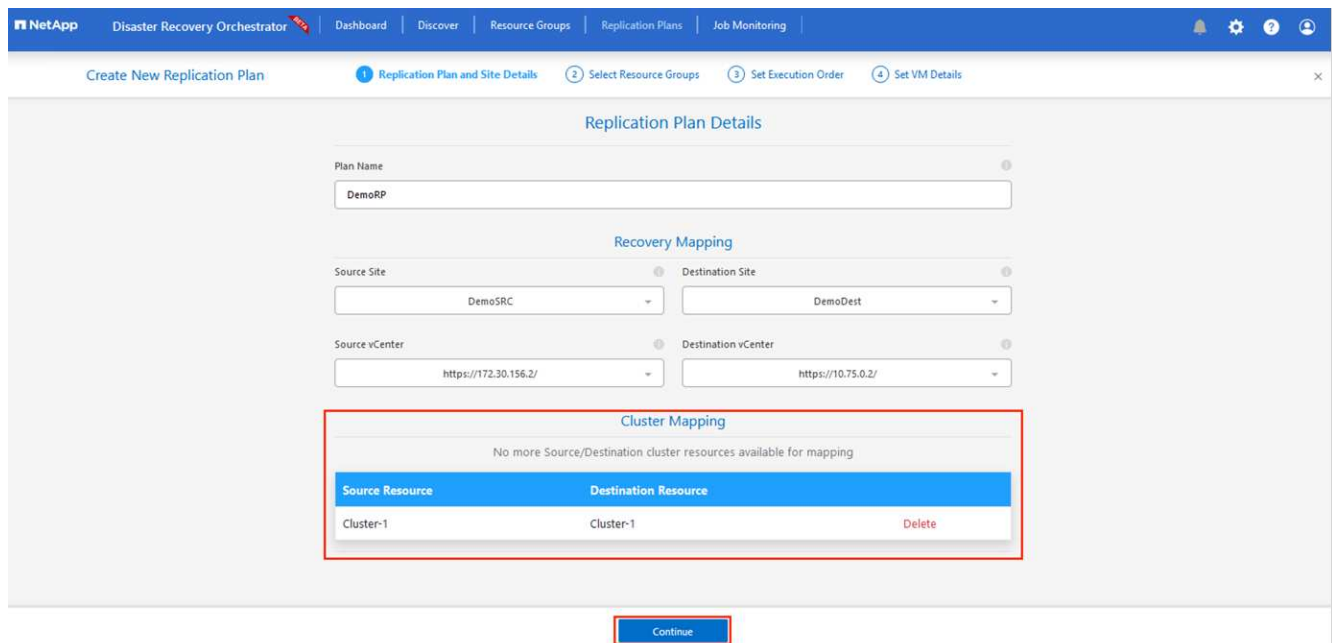 NetApp Disaster Recovery Orchestrator BETA Dashboard Discover Resource Groups Replication Plans Job Monitoring ?
Create New Replication Plan 1 Replication Plan and Site Details 2 Select Resource Groups 3 Set Execution Order 4 Set VM Details ×
Replication Plan Details
Plan Name
DemoRP
Recovery Mapping
Source Site Destination Site
DemoSRC DemoDest
Source vCenter Destination vCenter
https://172.30.156.2/ https://10.75.0.2/
Cluster Mapping
No more Source/Destination cluster resources available for mapping
Source Resource Destination Resource
Cluster-1 Cluster-1 Delete
Continue